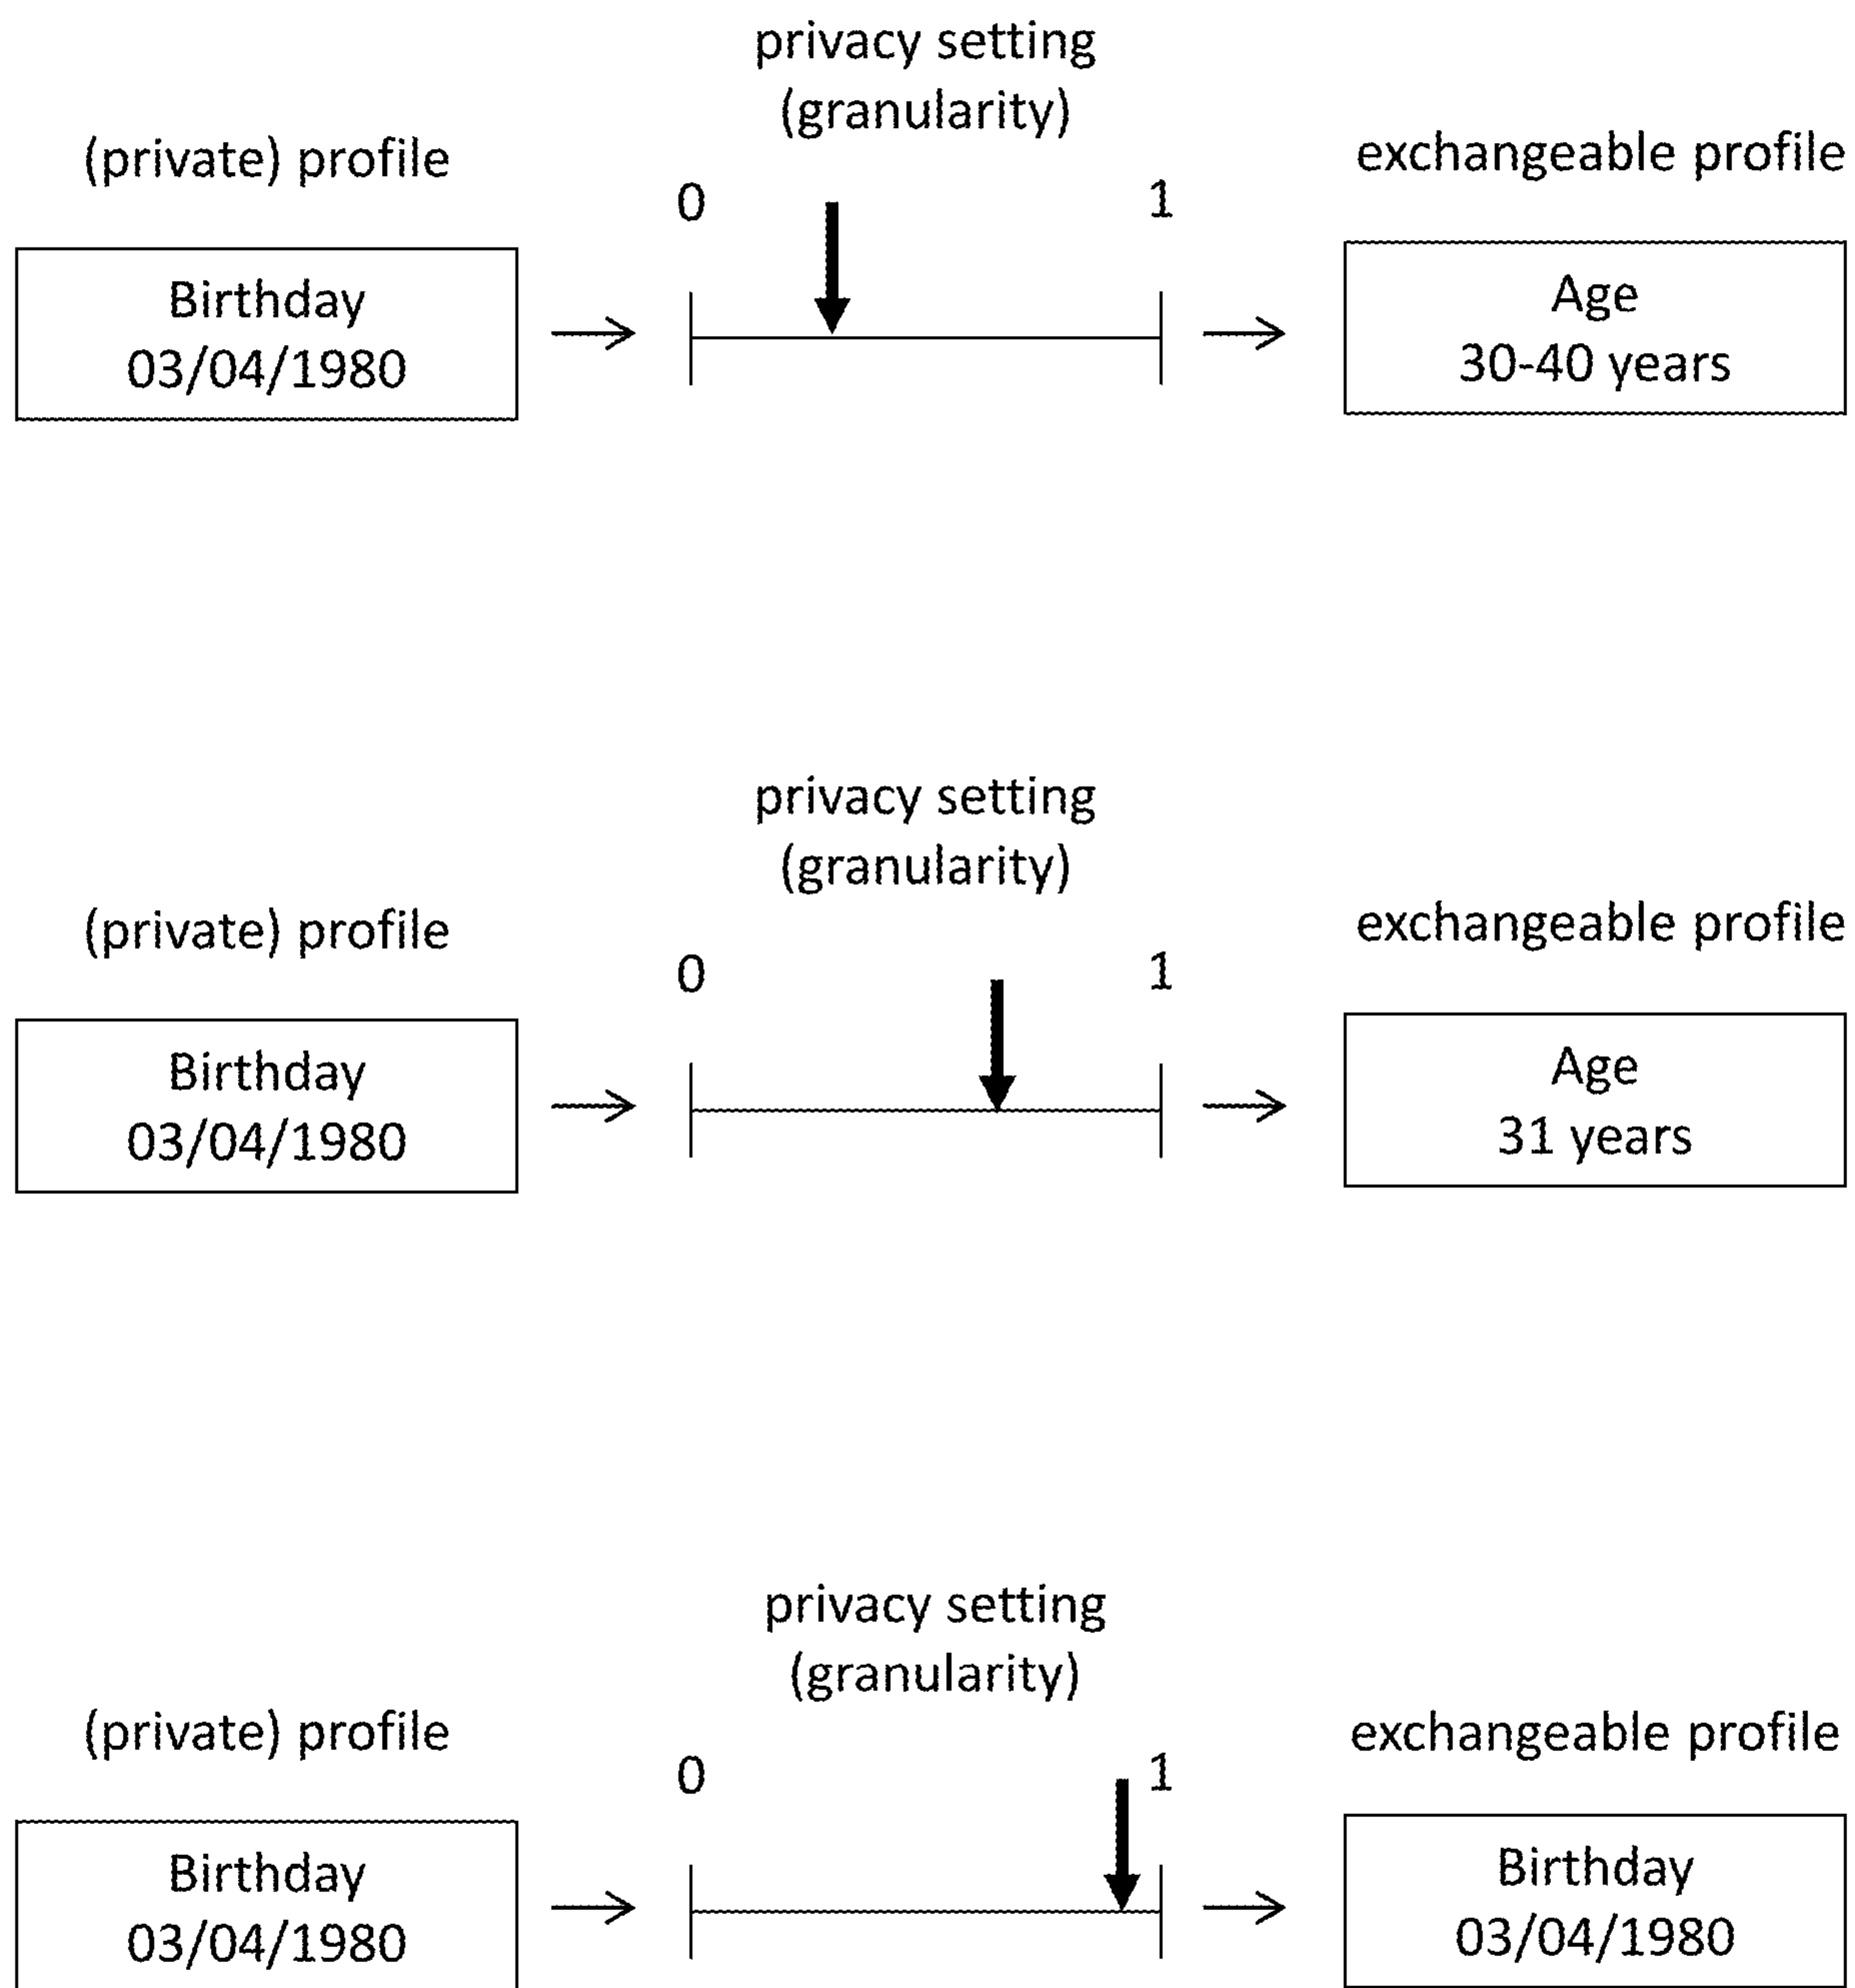 privacy setting
(granularity)
(private) profile
exchangeable profile
0
1
Birthday
03/04/1980
Age
30-40 years
privacy setting
(granularity)
(private) profile
exchangeable profile
0
1
Birthday
03/04/1980
Age
31 years
privacy setting
(granularity)
(private) profile
exchangeable profile
0
1
Birthday
03/04/1980
Birthday
03/04/1980